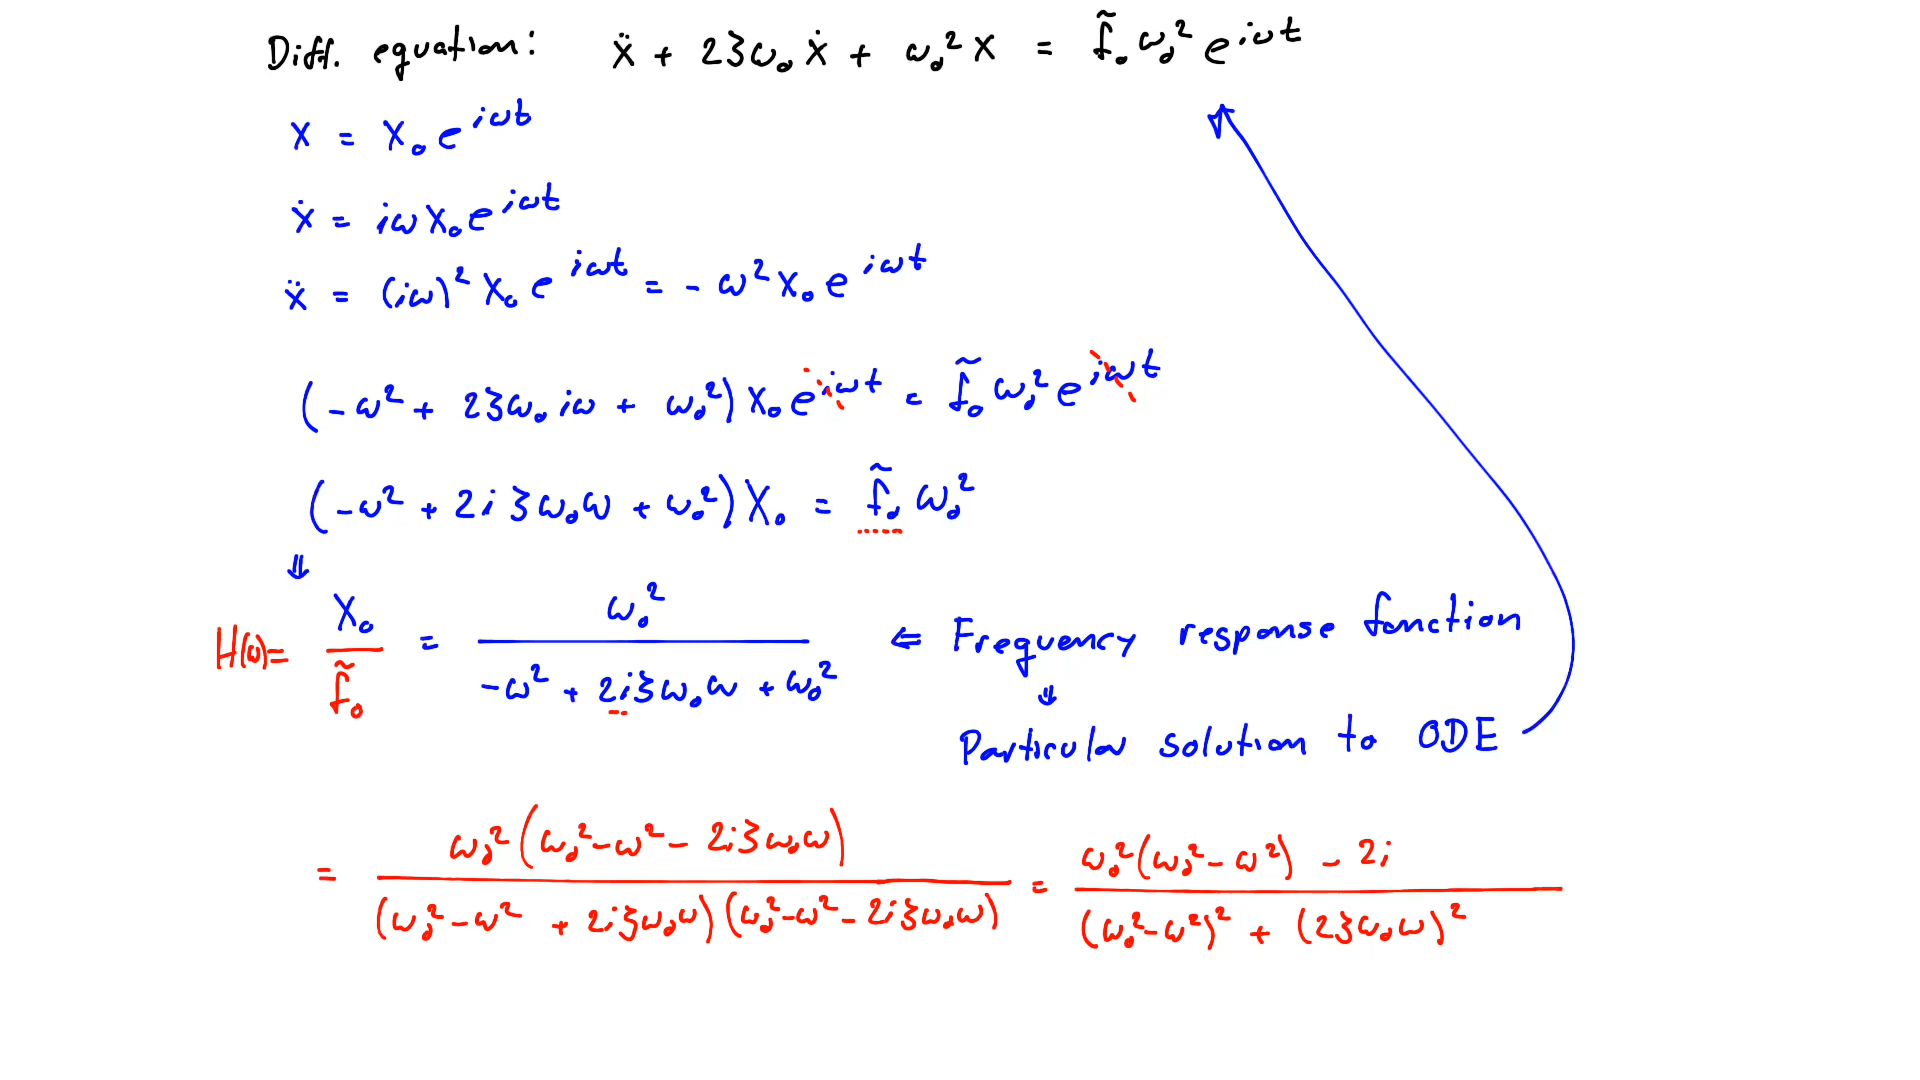 Diff. equation: ẍ + 2ζω₀ẋ + ω₀²x = f̃₀ω₀²e^{iωt}
x = X₀e^{iωt}
ẋ = iωX₀e^{iωt}
ẍ = (iω)²X₀e^{iωt} = -ω²X₀e^{iωt}
(-ω² + 2ζω₀iω + ω₀²)X₀e^{iωt} = f̃₀ω₀²e^{iωt}
(-ω² + 2iζω₀ω + ω₀²)X₀ = f̃₀ω₀²
⇓
H(ω) = X₀/f̃₀ = ω₀²/(-ω² + 2iζω₀ω + ω₀²) ⇐ Frequency response function
⇓
Particular solution to ODE
= ω₀²(ω₀²-ω²-2iζω₀ω)/((ω₀²-ω²+2iζω₀ω)(ω₀²-ω²-2iζω₀ω)) = (ω₀²(ω₀²-ω²) - 2i)/((ω₀²-ω²)² + (2ζω₀ω)²)